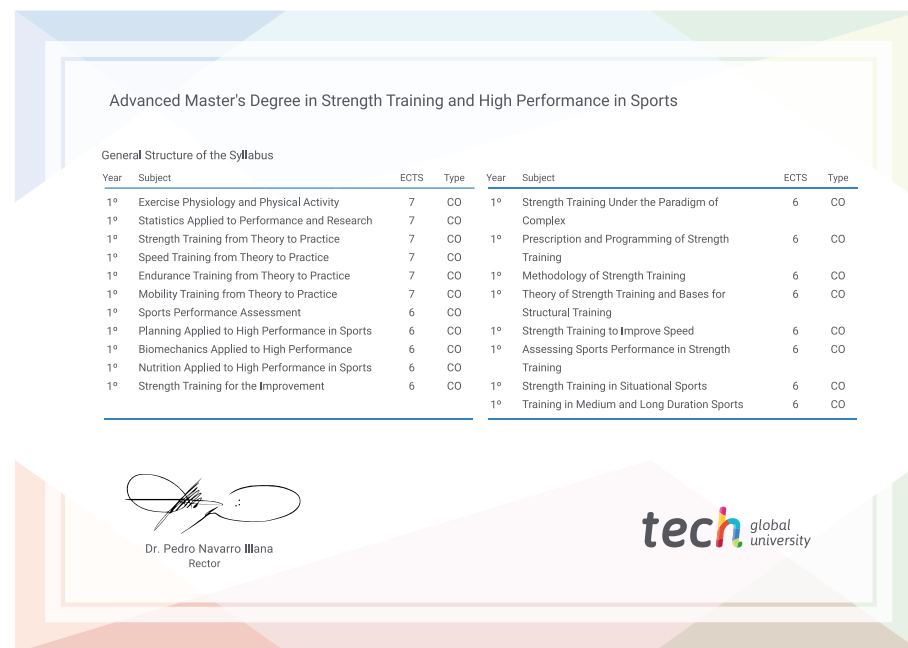 Advanced Master's Degree in Strength Training and High Performance in Sports
General Structure of the Syllabus
Year Subject ECTS Type
1º Exercise Physiology and Physical Activity 7 CO
1º Statistics Applied to Performance and Research 7 CO
1º Strength Training from Theory to Practice 7 CO
1º Speed Training from Theory to Practice 7 CO
1º Endurance Training from Theory to Practice 7 CO
1º Mobility Training from Theory to Practice 7 CO
1º Sports Performance Assessment 6 CO
1º Planning Applied to High Performance in Sports 6 CO
1º Biomechanics Applied to High Performance 6 CO
1º Nutrition Applied to High Performance in Sports 6 CO
1º Strength Training for the Improvement 6 CO
Year Subject ECTS Type
1º Strength Training Under the Paradigm of 6 CO
Complex
1º Prescription and Programming of Strength 6 CO
Training
1º Methodology of Strength Training 6 CO
1º Theory of Strength Training and Bases for 6 CO
Structural Training
1º Strength Training to Improve Speed 6 CO
1º Assessing Sports Performance in Strength 6 CO
Training
1º Strength Training in Situational Sports 6 CO
1º Training in Medium and Long Duration Sports 6 CO
Dr. Pedro Navarro Illana
Rector
tech global
university